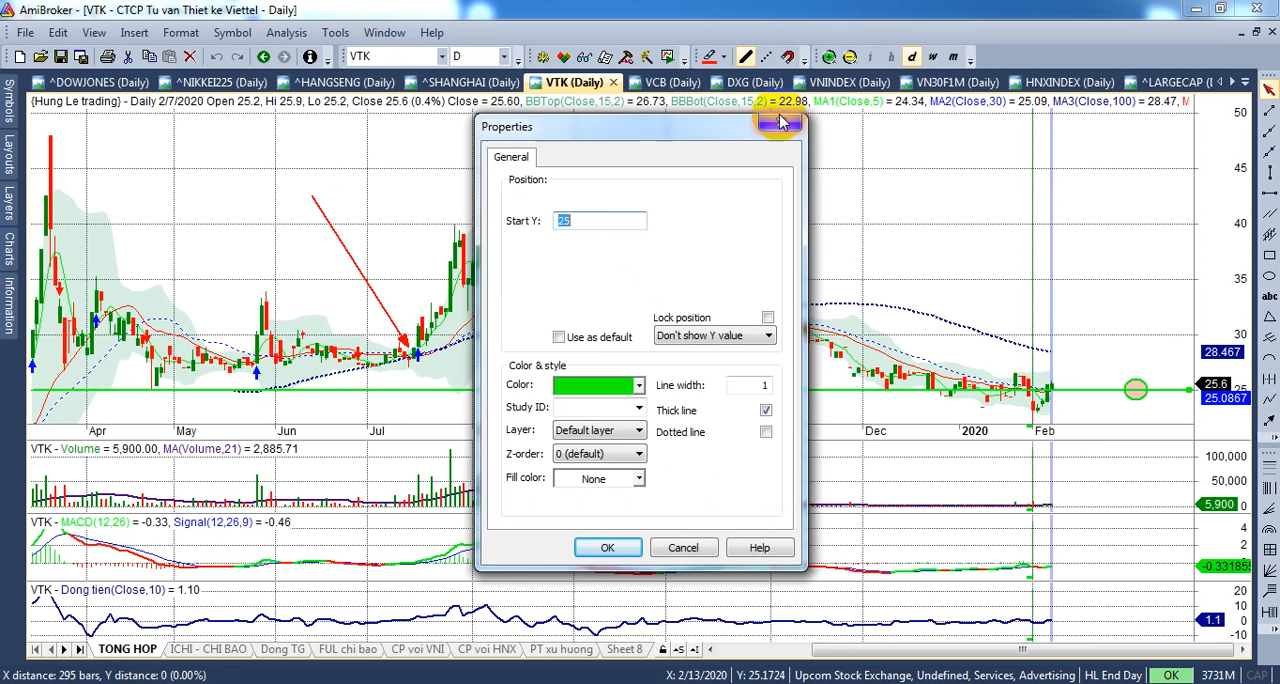 AmiBroker - [VTK - CTCP Tu van Thiet ke Viettel - Daily]
File Edit View Insert Format Symbol Analysis Tools Window Help
VTK D i d w m
^DOWJONES (Daily) ^NIKKEI225 (Daily) ^HANGSENG (Daily) ^SHANGHAI (Daily) VTK (Daily) VCB (Daily) DXG (Daily) VNINDEX (Daily) VN30F1M (Daily) HNXINDEX (Daily) ^LARGECAP (
{Hung Le trading} - Daily 2/7/2020 Open 25.2, Hi 25.9, Lo 25.2, Close 25.6 (0.4%) Close = 25.60, BBTop(Close,15,2) = 26.73, BBBot(Close,15,2) = 22.98, MA1(Close,5) = 24.34, MA2(Close,30) = 25.09, MA3(Close,100) = 28.47, M
Symbols
Layouts
Layers
Charts
Information
abc
Properties
General
Position:
Start Y: 25
Lock position
Use as default Don't show Y value
Color & style
Color: Line width: 1
Study ID: Thick line
Layer: Default layer Dotted line
Z-order: 0 (default)
Fill color: None
OK Cancel Help
50
45
40
35
30
28.467
25.6
25
25.0867
Apr May Jun Jul Dec 2020 Feb
VTK - Volume = 5,900.00, MA(Volume,21) = 2,885.71
100,000
50,000
5,900
VTK - MACD(12,26) = -0.33, Signal(12,26,9) = -0.46
4
2
-0.331855
VTK - Dong tien(Close,10) = 1.10
20
10
1.1
-10
TONG HOP ICHI - CHI BAO Dong TG FUL chi bao CP voi VNI CP voi HNX PT xu huong Sheet 8
X distance: 295 bars, Y distance: 0 (0.00%) X: 2/13/2020 Y: 25.1724 Upcom Stock Exchange, Undefined, Services, Advertising HL End Day OK 3731M CAP